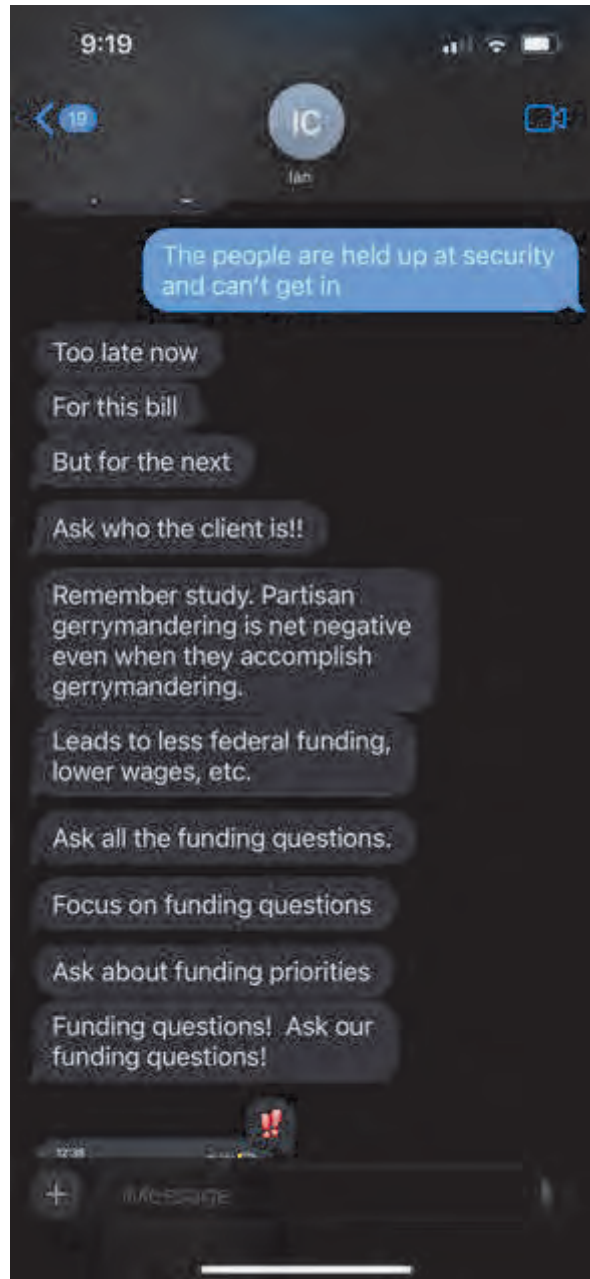 9:19
19
IC
Ian
The people are held up at security
and can't get in
Too late now
For this bill
But for the next
Ask who the client is!!
Remember study. Partisan
gerrymandering is net negative
even when they accomplish
gerrymandering.
Leads to less federal funding,
lower wages, etc.
Ask all the funding questions.
Focus on funding questions
Ask about funding priorities
Funding questions! Ask our
funding questions!
‼
12:38
+
iMessage